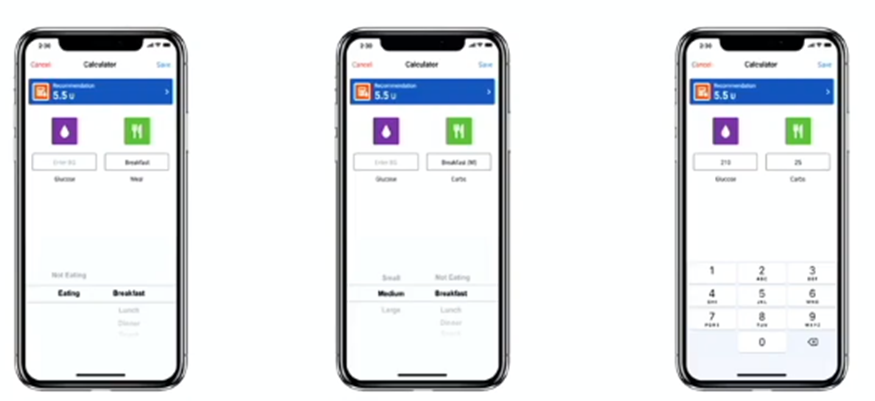 2:30
Cancel
Calculator
Save
Recommendation
5.5 U
Enter BG
Breakfast
Glucose
Meal
Not Eating
Eating
Breakfast
Lunch
Dinner
2:30
Cancel
Calculator
Save
Recommendation
5.5 U
Enter BG
Breakfast (M)
Glucose
Carbs
Small
Not Eating
Medium
Breakfast
Large
Lunch
Dinner
2:30
Cancel
Calculator
Save
Recommendation
5.5 U
210
25
Glucose
Carbs
1 2 3
ABC DEF
4 5 6
GHI JKL MNO
7 8 9
PQRS TUV WXYZ
0